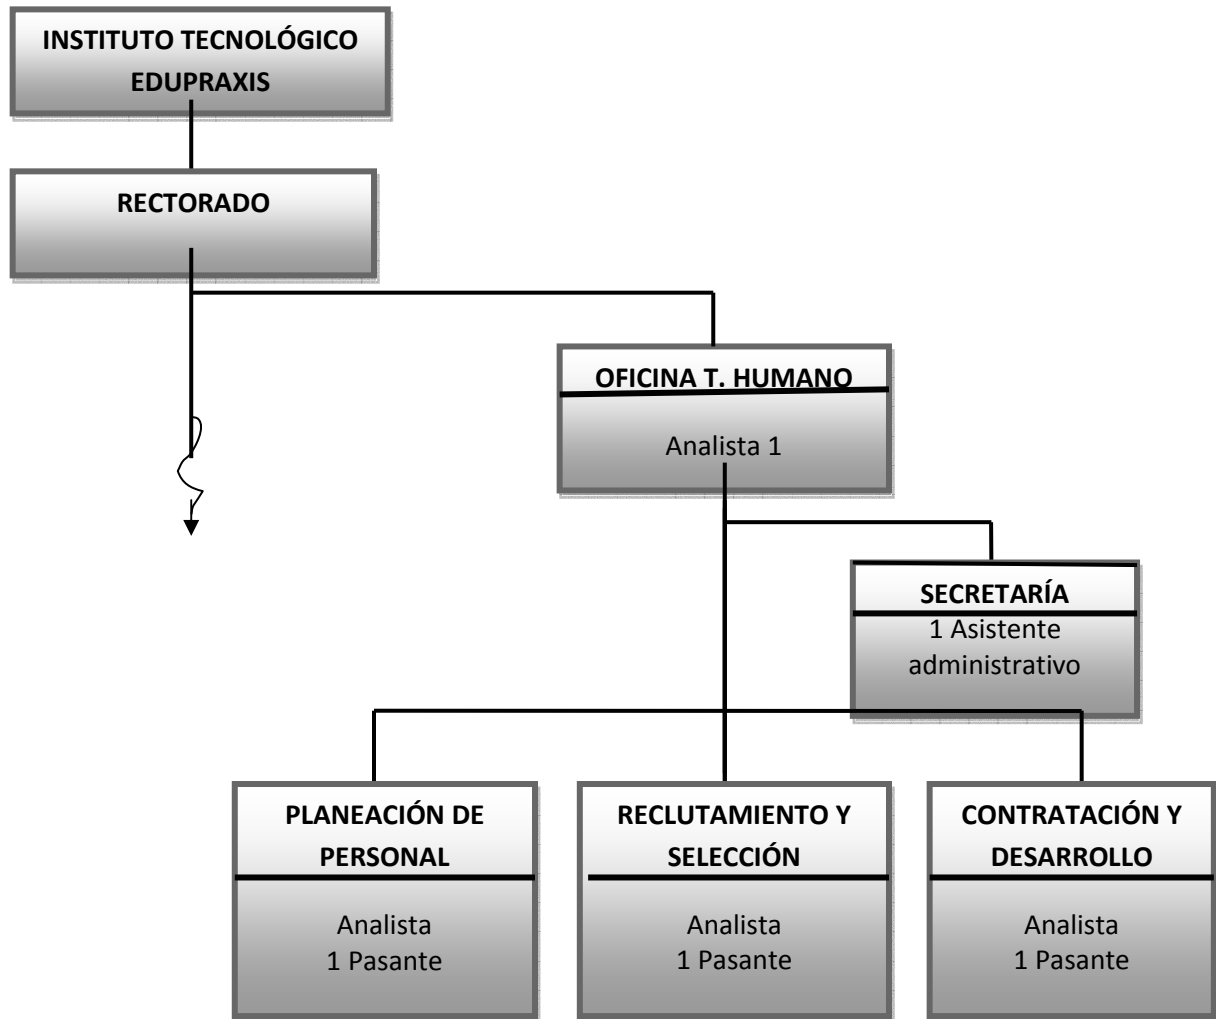 INSTITUTO TECNOLÓGICO
EDUPRAXIS
RECTORADO
OFICINA T. HUMANO
Analista 1
SECRETARÍA
1 Asistente
administrativo
PLANEACIÓN DE
PERSONAL
Analista
1 Pasante
RECLUTAMIENTO Y
SELECCIÓN
Analista
1 Pasante
CONTRATACIÓN Y
DESARROLLO
Analista
1 Pasante